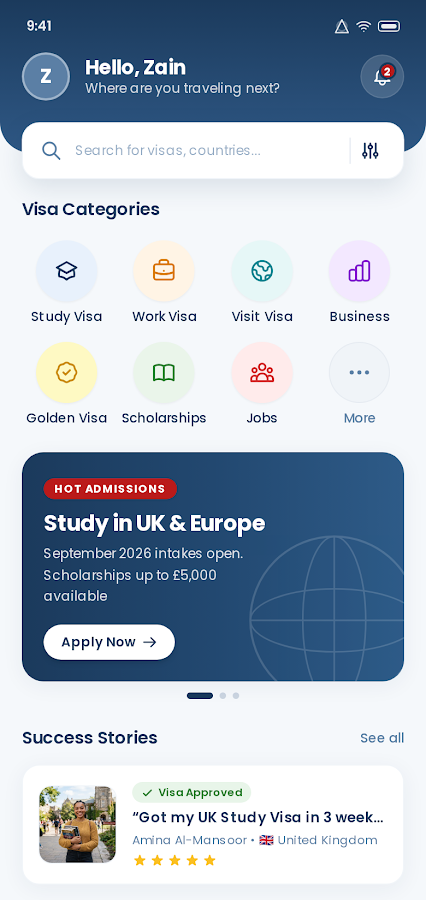 9:41
Z
Hello, Zain
Where are you traveling next?
2
Search for visas, countries...
Visa Categories
Study Visa
Work Visa
Visit Visa
Business
Golden Visa
Scholarships
Jobs
More
HOT ADMISSIONS
Study in UK & Europe
September 2026 intakes open.
Scholarships up to £5,000
available
Apply Now →
Success Stories
See all
Visa Approved
“Got my UK Study Visa in 3 week...
Amina Al-Mansoor • 🇬🇧 United Kingdom